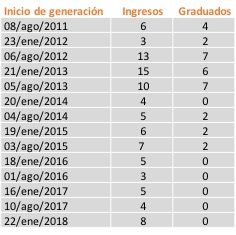 Inicio de generación Ingresos Graduados
08/ago/2011 6 4
23/ene/2012 3 2
06/ago/2012 13 7
21/ene/2013 15 6
05/ago/2013 10 7
20/ene/2014 4 0
04/ago/2014 5 2
19/ene/2015 6 2
03/ago/2015 7 2
18/ene/2016 5 0
01/ago/2016 3 0
16/ene/2017 5 0
10/ago/2017 4 0
22/ene/2018 8 0